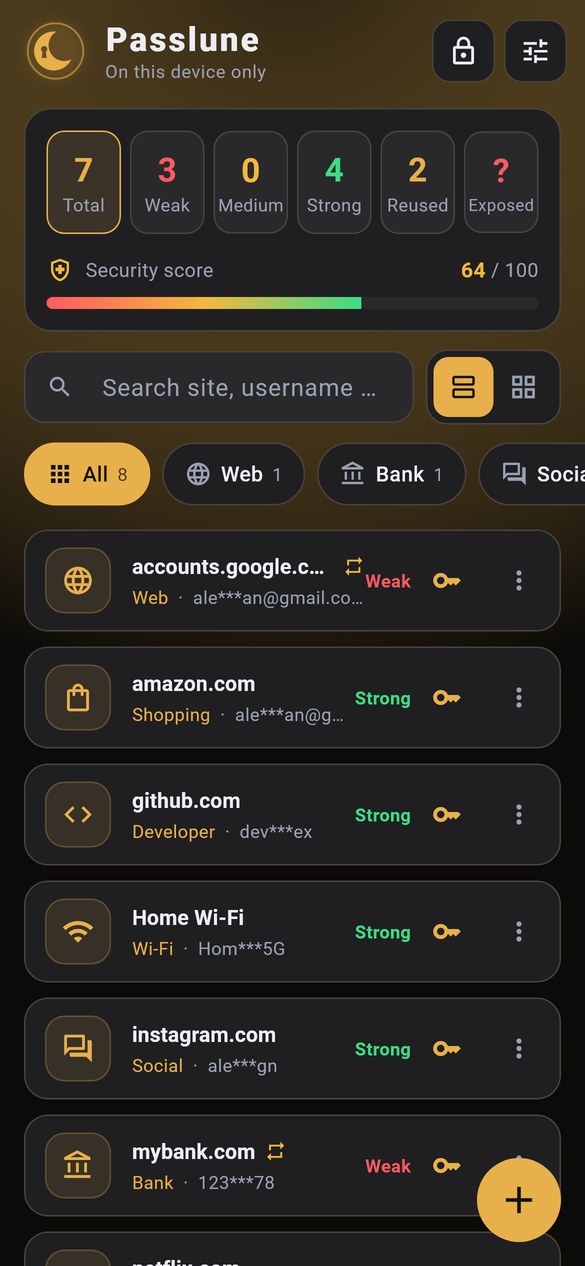 Passlune
On this device only
7 3 0 4 2 ?
Total Weak Medium Strong Reused Exposed
Security score 64 / 100
Search site, username ...
All 8 Web 1 Bank 1 Socia
accounts.google.c... Weak
Web · ale***an@gmail.co...
amazon.com Strong
Shopping · ale***an@g...
github.com Strong
Developer · dev***ex
Home Wi-Fi Strong
Wi-Fi · Hom***5G
instagram.com Strong
Social · ale***gn
mybank.com Weak
Bank · 123***78